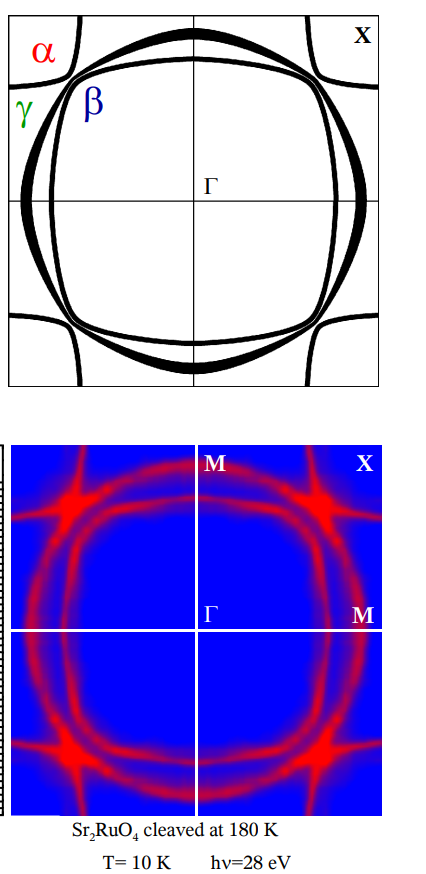 α X
γ β
Γ
M X
Γ
M
Sr₂RuO₄ cleaved at 180 K
T= 10 K hν=28 eV